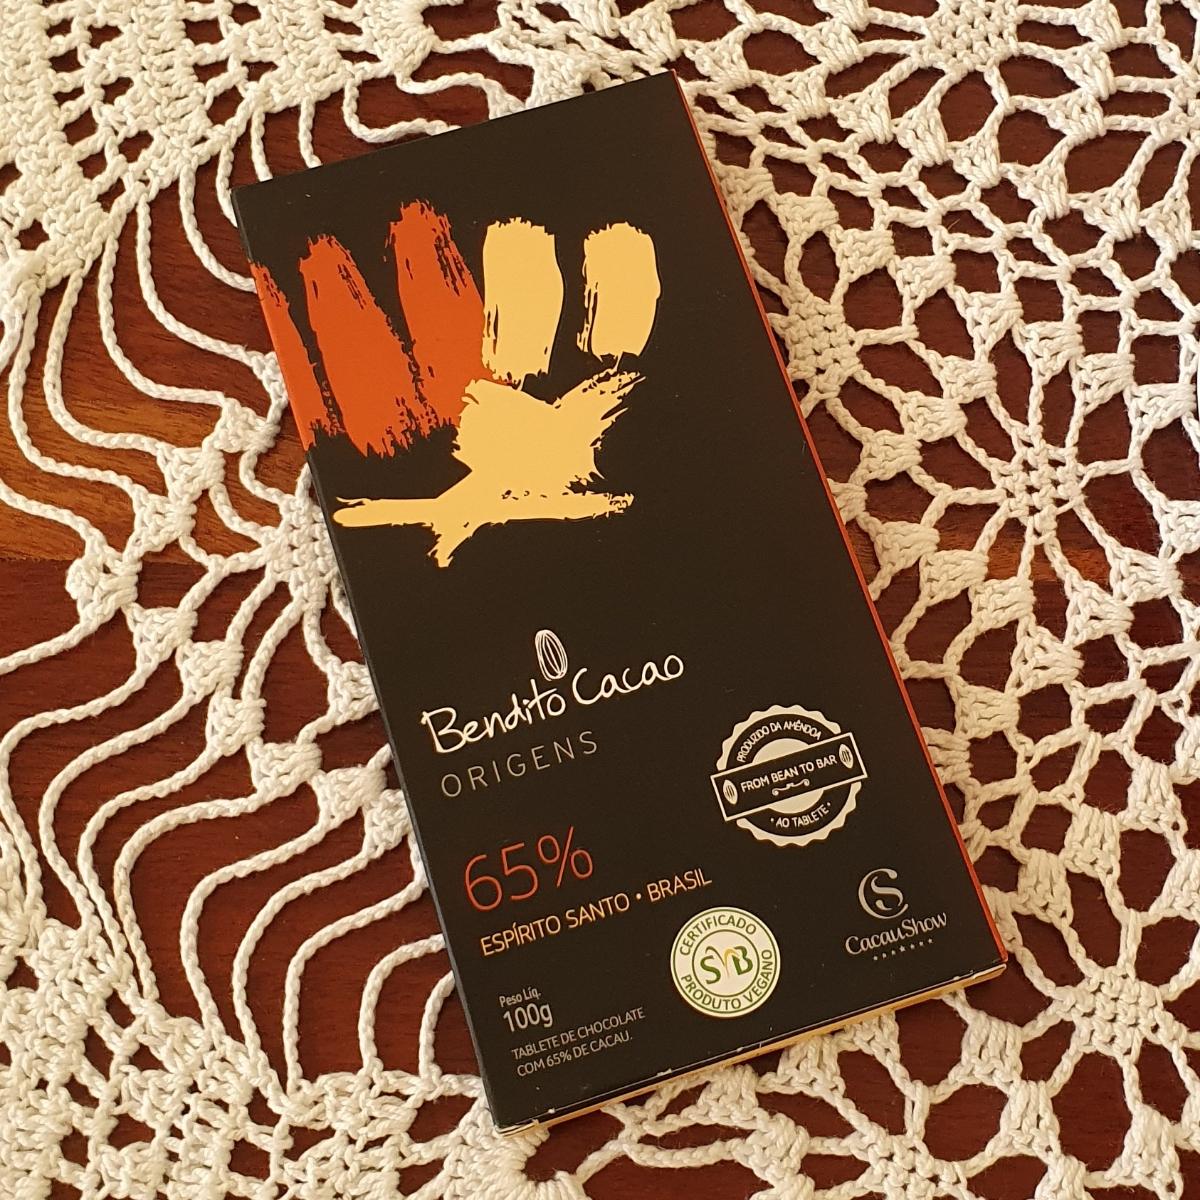 Bendito Cacao
ORIGENS
PRODUZIDO DA AMÊNDOA
FROM BEAN TO BAR
• AO TABLETE •
65%
ESPÍRITO SANTO • BRASIL
CS
CacauShow
CERTIFICADO
SVB
PRODUTO VEGANO
Peso Líq.
100g
TABLETE DE CHOCOLATE
COM 65% DE CACAU.